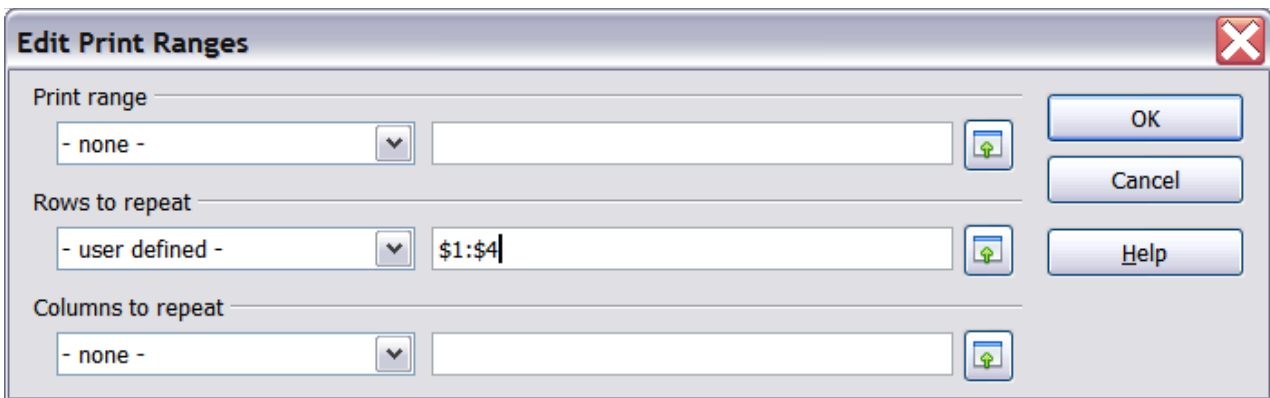 Edit Print Ranges
Print range
- none -
OK
Cancel
Rows to repeat
- user defined - $1:$4
Help
Columns to repeat
- none -